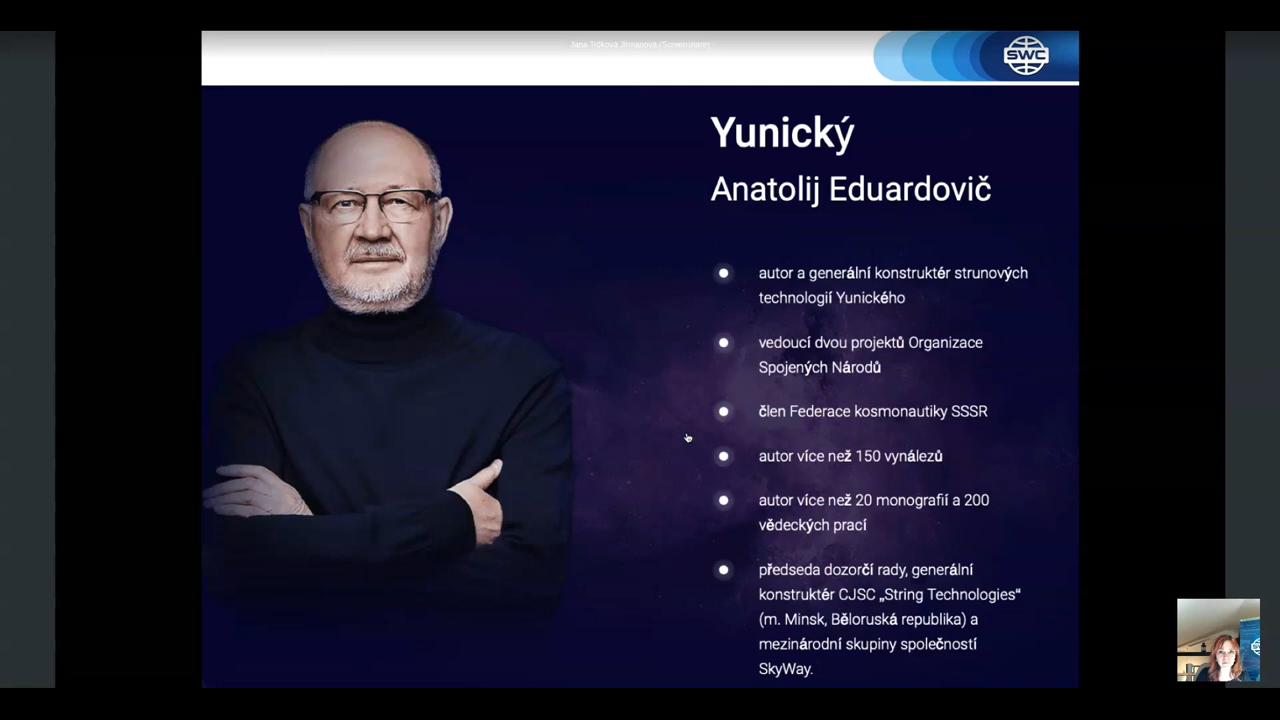 SWC
Yunický
Anatolij Eduardovič
autor a generální konstruktér strunových
technologií Yunického
vedoucí dvou projektů Organizace
Spojených Národů
člen Federace kosmonautiky SSSR
autor více než 150 vynálezů
autor více než 20 monografií a 200
vědeckých prací
předseda dozorčí rady, generální
konstruktér CJSC „String Technologies“
(m. Minsk, Běloruská republika) a
mezinárodní skupiny společností
SkyWay.